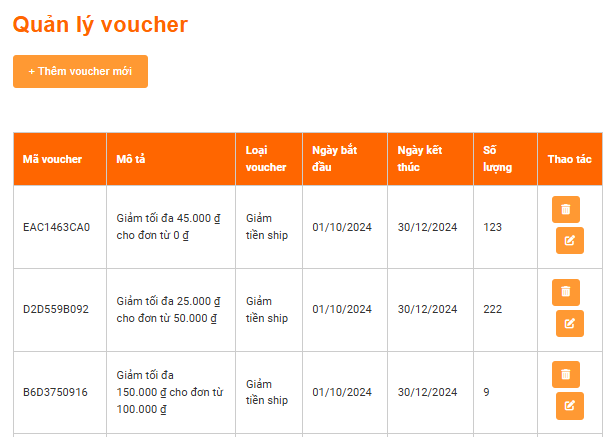 Quản lý voucher
+ Thêm voucher mới
Mã voucher
Mô tả
Loại
voucher
Ngày bắt
đầu
Ngày kết
thúc
Số
lượng
Thao tác
EAC1463CA0
Giảm tối đa 45.000 ₫
cho đơn từ 0 ₫
Giảm
tiền ship
01/10/2024
30/12/2024
123
D2D559B092
Giảm tối đa 25.000 ₫
cho đơn từ 50.000 ₫
Giảm
tiền ship
01/10/2024
30/12/2024
222
B6D3750916
Giảm tối đa
150.000 ₫ cho đơn từ
100.000 ₫
Giảm
tiền ship
01/10/2024
30/12/2024
9